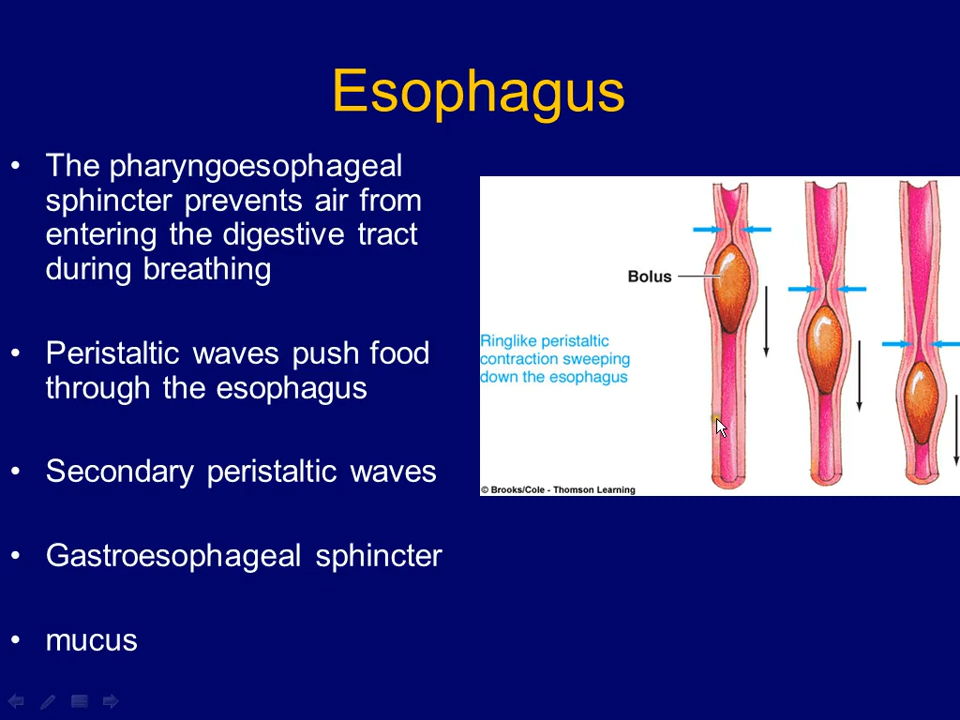 Esophagus
• The pharyngoesophageal
sphincter prevents air from
entering the digestive tract
during breathing
• Peristaltic waves push food
through the esophagus
• Secondary peristaltic waves
• Gastroesophageal sphincter
• mucus
Bolus
Ringlike peristaltic
contraction sweeping
down the esophagus
© Brooks/Cole - Thomson Learning